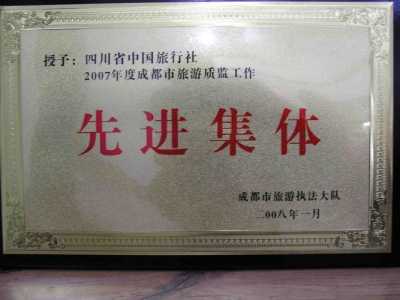 授予：四川省中国旅行社
2007年度成都市旅游质监工作
先进集体
成都市旅游执法大队
二00八年一月